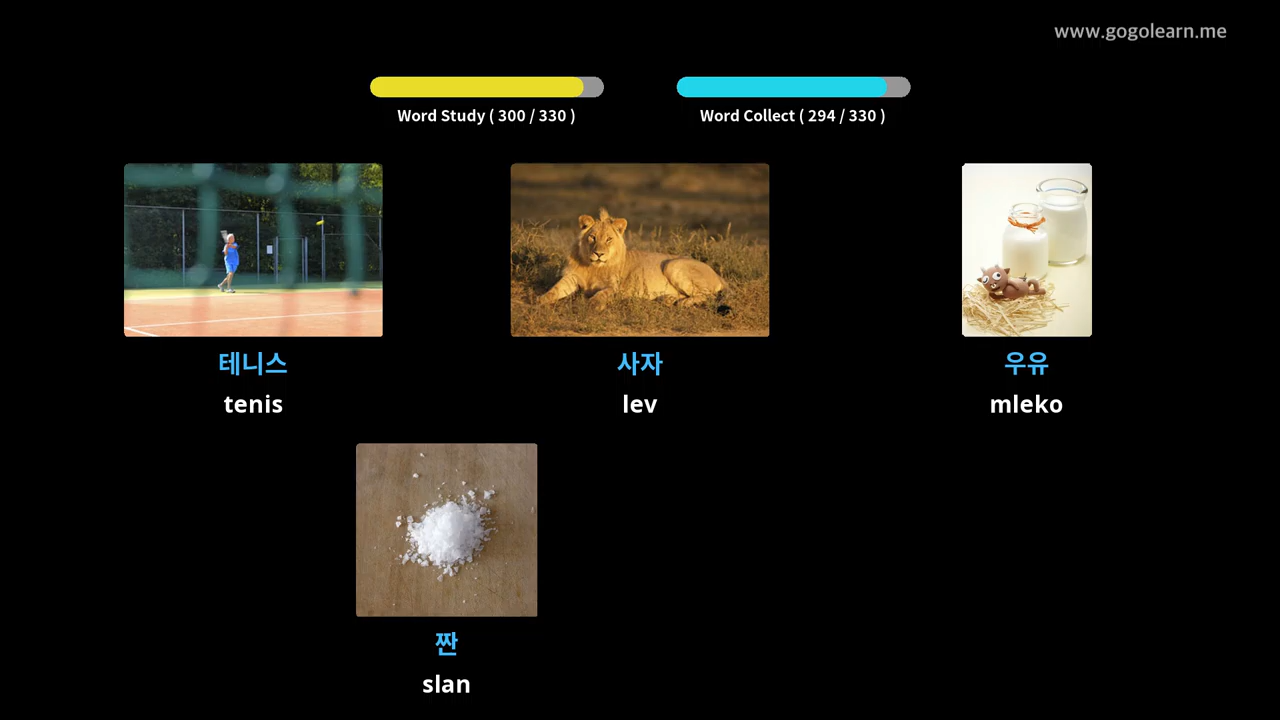 www.gogolearn.me
Word Study ( 300 / 330 )
Word Collect ( 294 / 330 )
테니스
사자
우유
tenis
lev
mleko
짠
slan